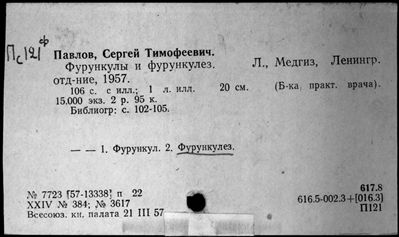 Пс121ф
Павлов, Сергей Тимофеевич.
Фурункулы и фурункулез. Л., Медгиз, Ленингр.
отд-ние, 1957.
106 с. с илл.; 1 л. илл. 20 см. (Б-ка практ. врача).
15.000 экз. 2 р. 95 к.
Библиогр: с. 102-105.
— — 1. Фурункул. 2. Фурункулез.
№ 7723 [57-13338] п 22 617.8
XXIV № 384; № 3617 616.5-002.3+[016.3]
Всесоюз. кн. палата 21 III 57 П121